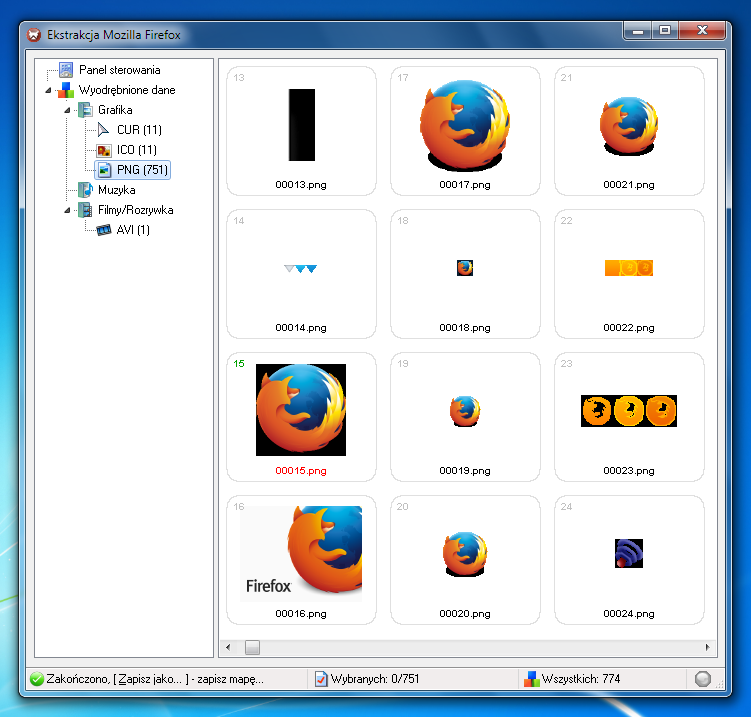 Ekstrakcja Mozilla Firefox
Panel sterowania
Wyodrębnione dane
Grafika
CUR (11)
ICO (11)
PNG (751)
Muzyka
Filmy/Rozrywka
AVI (1)
13
00013.png
17
00017.png
21
00021.png
14
00014.png
18
00018.png
22
00022.png
15
00015.png
19
00019.png
23
00023.png
16
Firefox
00016.png
20
00020.png
24
00024.png
Zakończono, [ Zapisz jako... ] - zapisz mapę...
Wybranych: 0/751
Wszystkich: 774